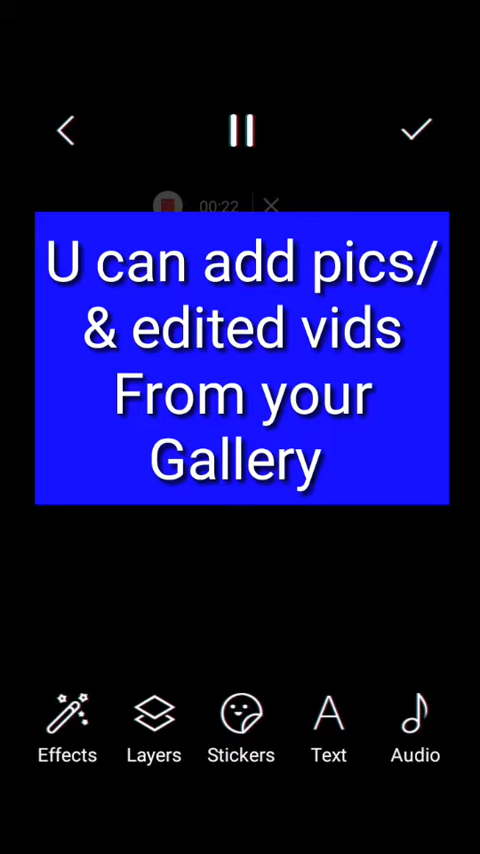 00:22
U can add pics/
& edited vids
From your
Gallery
Effects Layers Stickers Text Audio